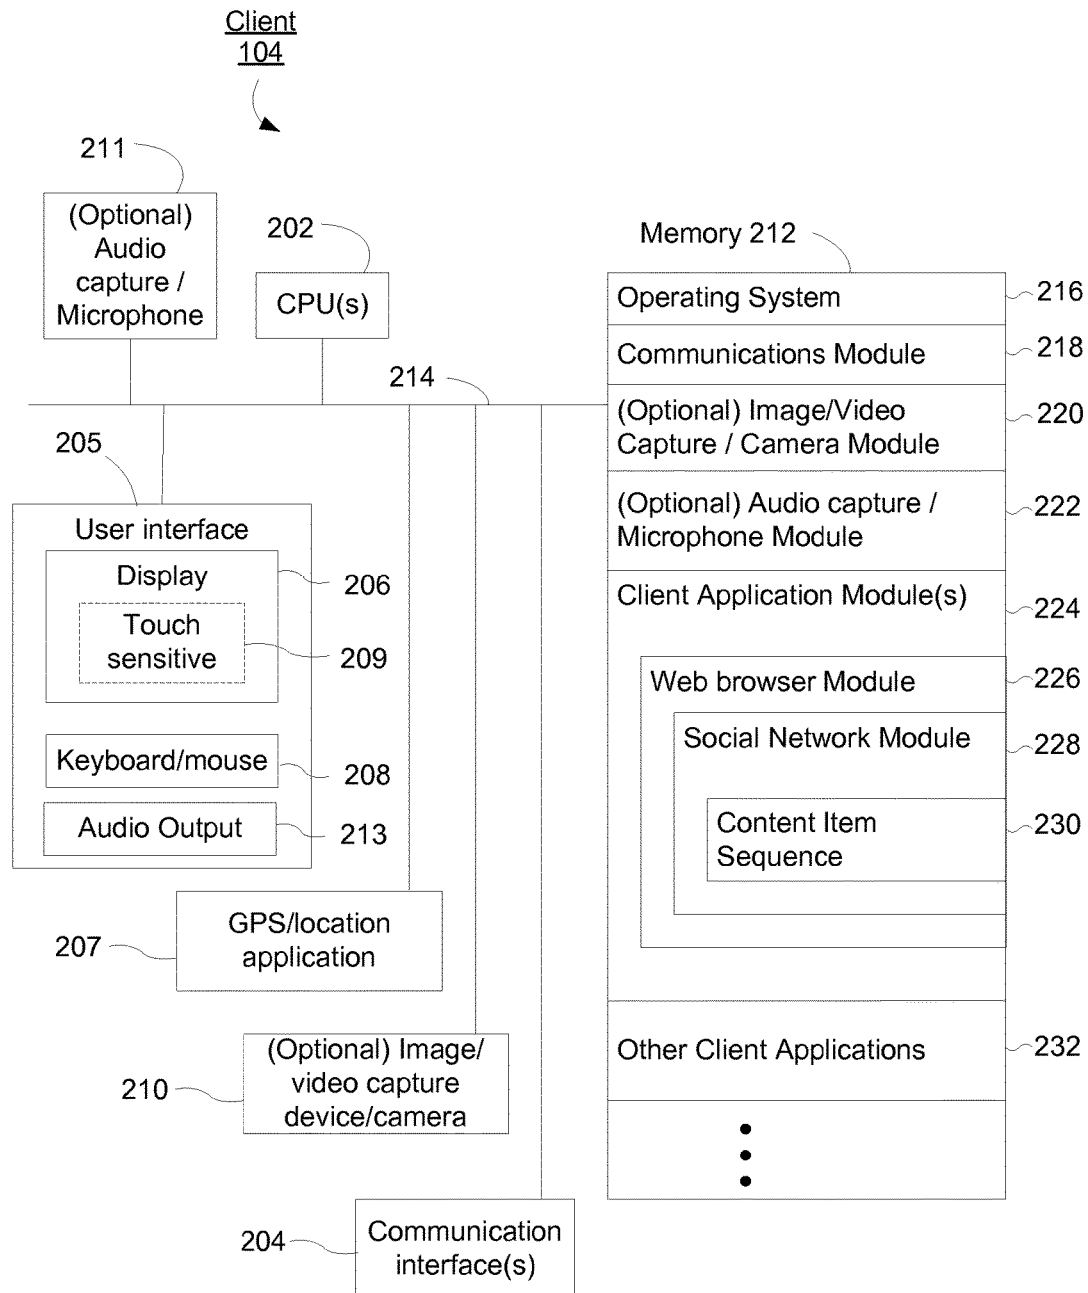 Client
104
211
(Optional)
Audio
capture /
Microphone
202
CPU(s)
214
205
User interface
Display
206
Touch
sensitive
209
Keyboard/mouse
208
Audio Output
213
GPS/location
application
207
(Optional) Image/
video capture
device/camera
210
Communication
interface(s)
204
Memory 212
Operating System
216
Communications Module
218
(Optional) Image/Video
Capture / Camera Module
220
(Optional) Audio capture /
Microphone Module
222
Client Application Module(s)
224
Web browser Module
226
Social Network Module
228
Content Item
Sequence
230
Other Client Applications
232